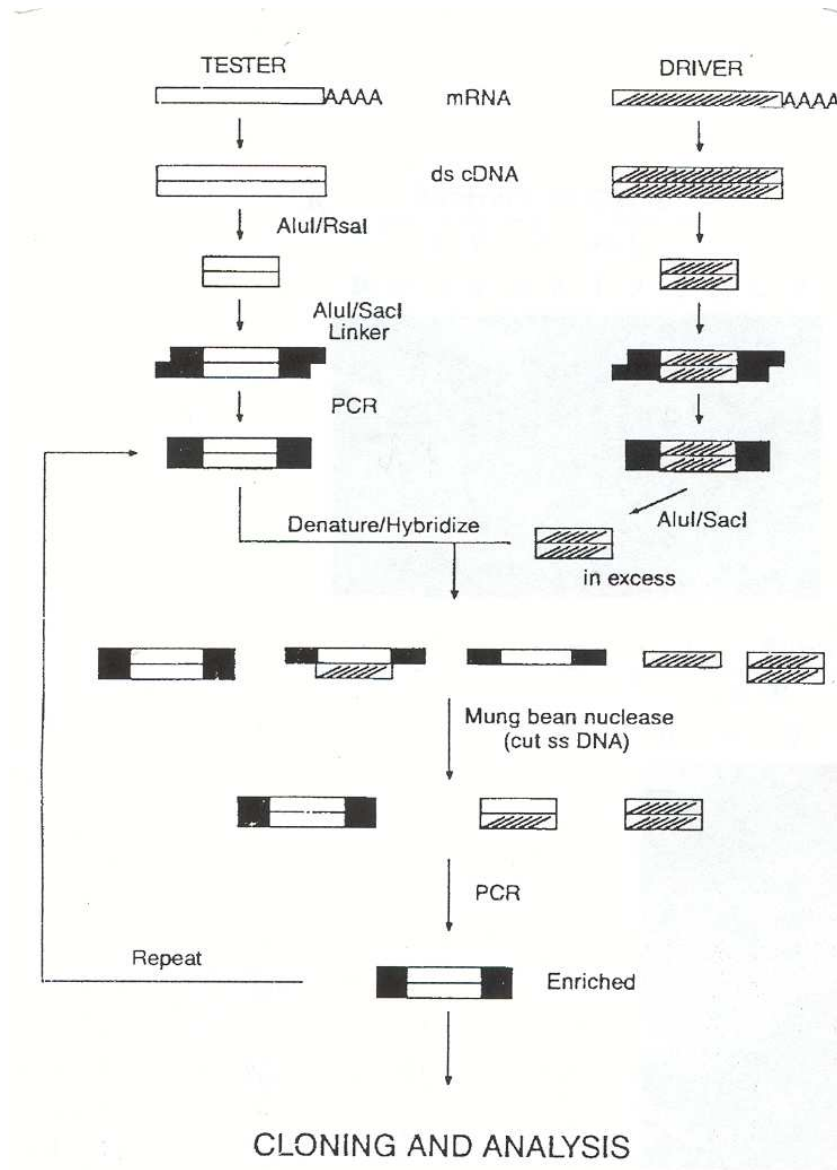 TESTER
DRIVER
AAAA
mRNA
AAAA
ds cDNA
AluI/RsaI
AluI/SacI
Linker
PCR
Denature/Hybridize
AluI/SacI
in excess
Mung bean nuclease
(cut ss DNA)
PCR
Repeat
Enriched
CLONING AND ANALYSIS